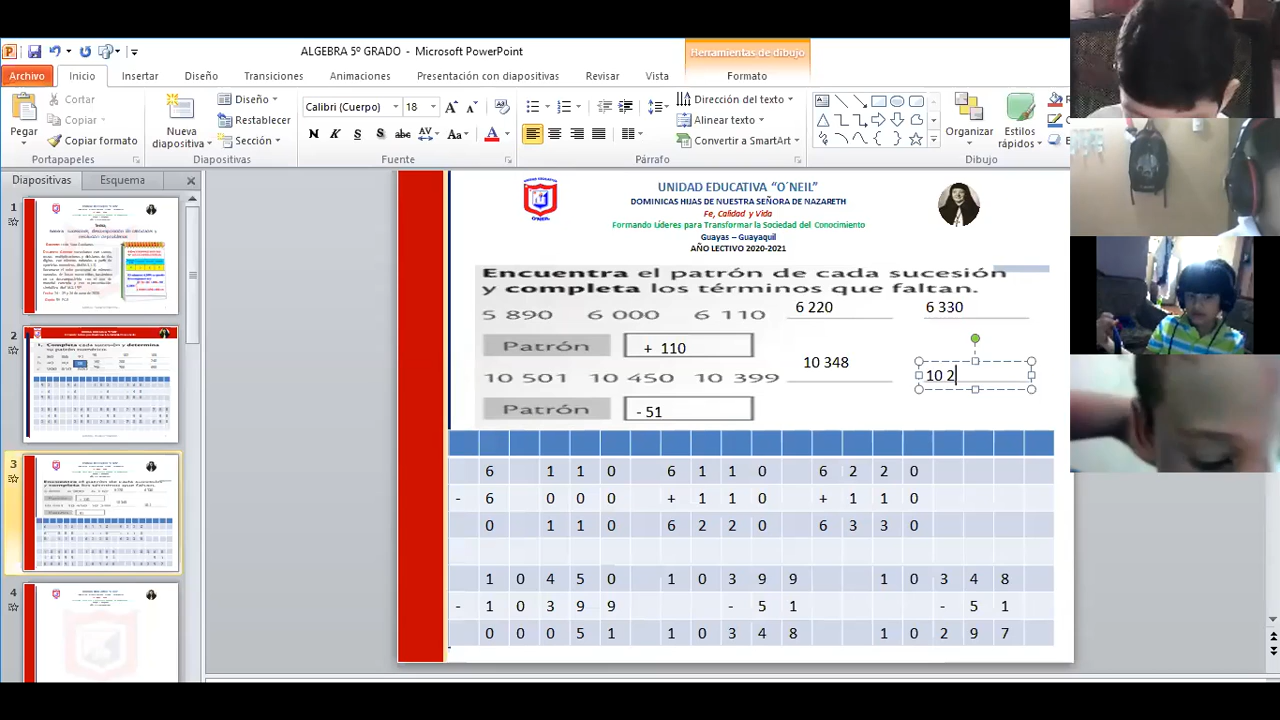 ALGEBRA 5º GRADO - Microsoft PowerPoint
Herramientas de dibujo
Archivo Inicio Insertar Diseño Transiciones Animaciones Presentación con diapositivas Revisar Vista Formato
Pegar
Cortar
Copiar
Copiar formato
Portapapeles
Nueva diapositiva
Diseño
Restablecer
Sección
Diapositivas
Calibri (Cuerpo) 18
N K S S abc AV Aa A
Fuente
Dirección del texto
Alinear texto
Convertir a SmartArt
Párrafo
Organizar
Estilos rápidos
Dibujo
Diapositivas Esquema
1
2
3
4
UNIDAD EDUCATIVA "O´NEIL"
DOMINICAS HIJAS DE NUESTRA SEÑORA DE NAZARETH
Fe, Calidad y Vida
Formando Líderes para Transformar la Sociedad del Conocimiento
Guayas – Guayaquil
AÑO LECTIVO 2020-2021
Encuentra el patrón de cada sucesión
completa los términos que faltan.
5 890 6 000 6 110 6 220 6 330
Patrón + 110
10 501 10 450 10 399 10 348 10 2
Patrón - 51
6 1 1 0 6 1 1 0 6 2 2 0
- 0 0 0 + 1 1 0 + 1 1 0
0 1 1 0 6 2 2 0 6 3 3 0
1 0 4 5 0 1 0 3 9 9 1 0 3 4 8
- 1 0 3 9 9 - 5 1 - 5 1
0 0 0 5 1 1 0 3 4 8 1 0 2 9 7